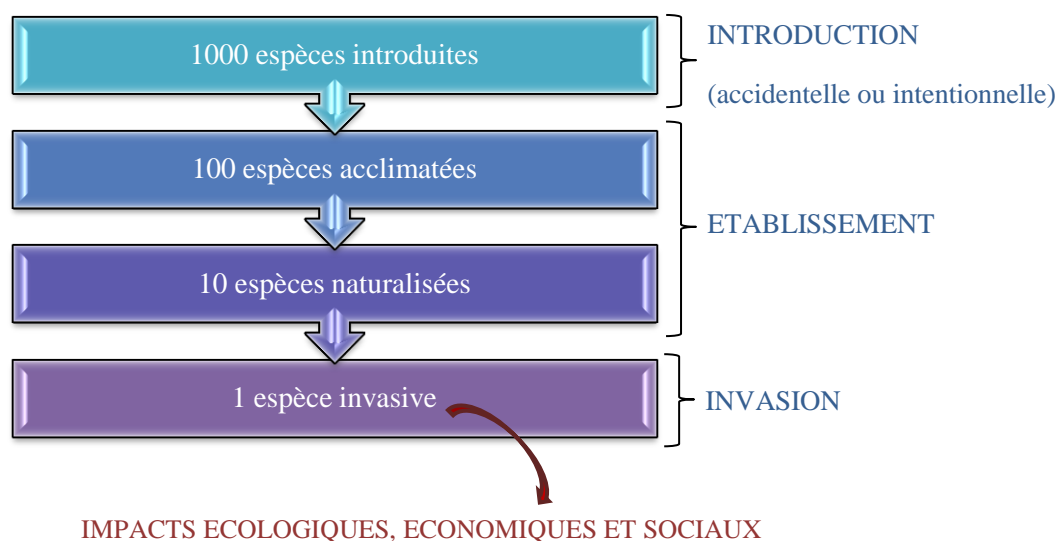 1000 espèces introduites
INTRODUCTION
(accidentelle ou intentionnelle)
100 espèces acclimatées
ETABLISSEMENT
10 espèces naturalisées
1 espèce invasive
INVASION
IMPACTS ECOLOGIQUES, ECONOMIQUES ET SOCIAUX